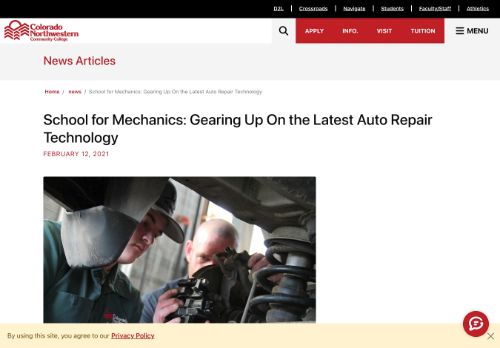 D2L Crossroads Navigate Students Faculty/Staff Athletics
Colorado
Northwestern
Community College
APPLY INFO. VISIT TUITION MENU
News Articles
Home / news / School for Mechanics: Gearing Up On the Latest Auto Repair Technology
School for Mechanics: Gearing Up On the Latest Auto Repair
Technology
FEBRUARY 12, 2021
By using this site, you agree to our Privacy Policy